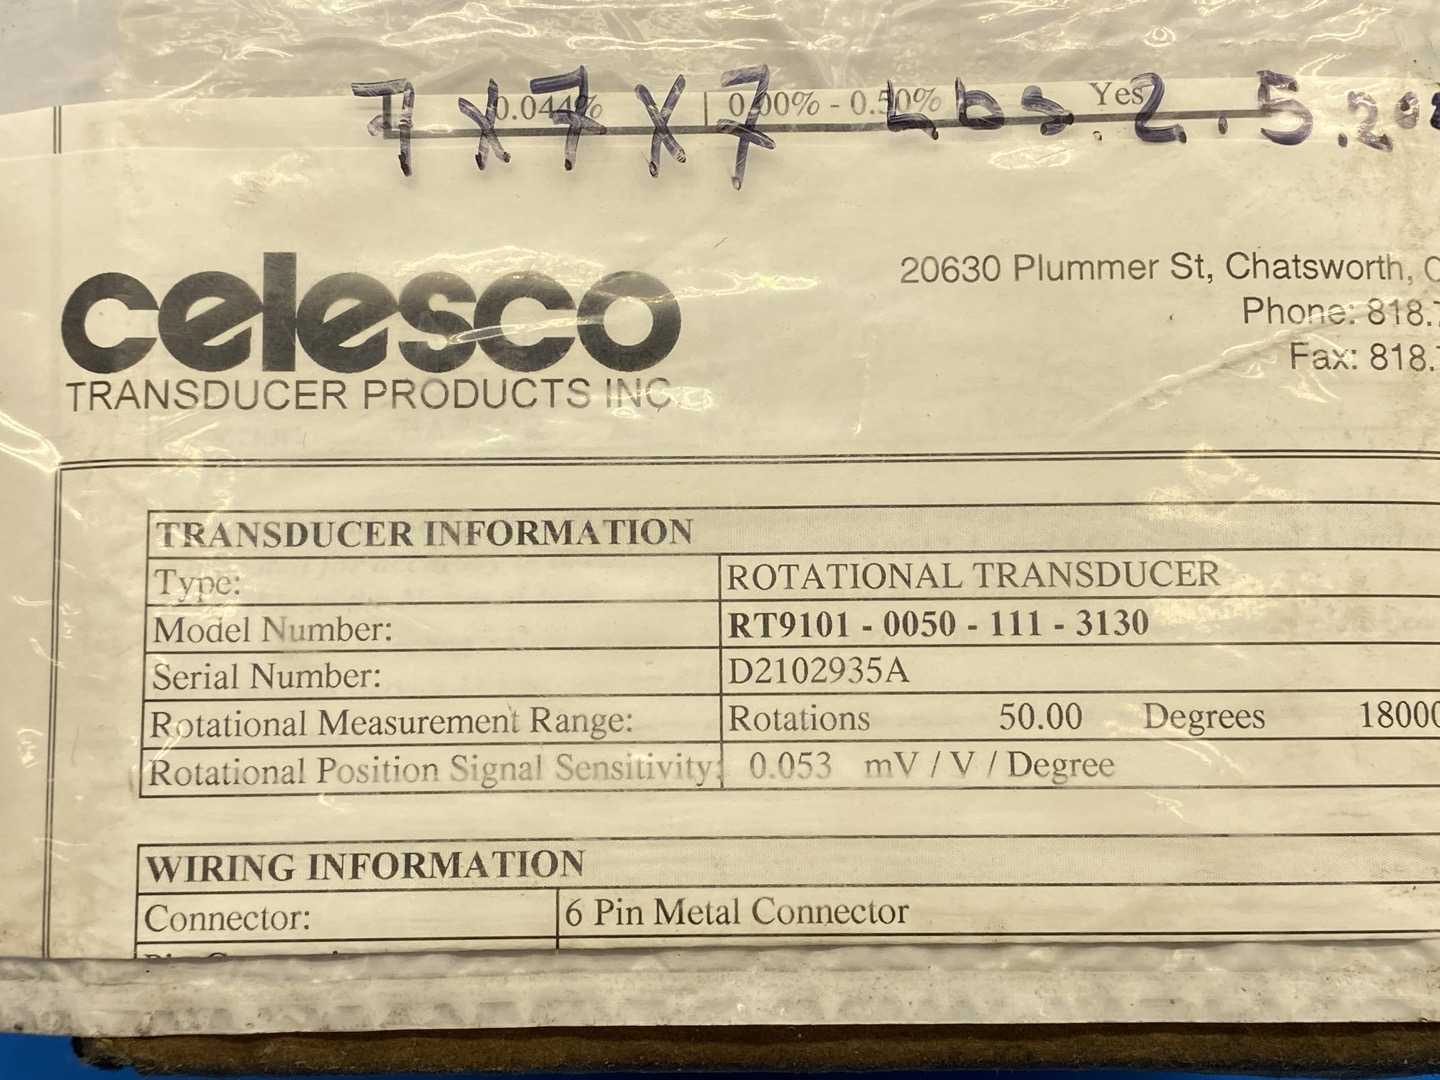 7 x 7 x 7 Lbs. 2.5.
0.044% 0.00% - 0.50% Yes
celesco
TRANSDUCER PRODUCTS INC
20630 Plummer St, Chatsworth,
Phone: 818.
Fax: 818.
TRANSDUCER INFORMATION
Type: ROTATIONAL TRANSDUCER
Model Number: RT9101 - 0050 - 111 - 3130
Serial Number: D2102935A
Rotational Measurement Range: Rotations 50.00 Degrees 18000
Rotational Position Signal Sensitivity: 0.053 mV / V / Degree
WIRING INFORMATION
Connector: 6 Pin Metal Connector